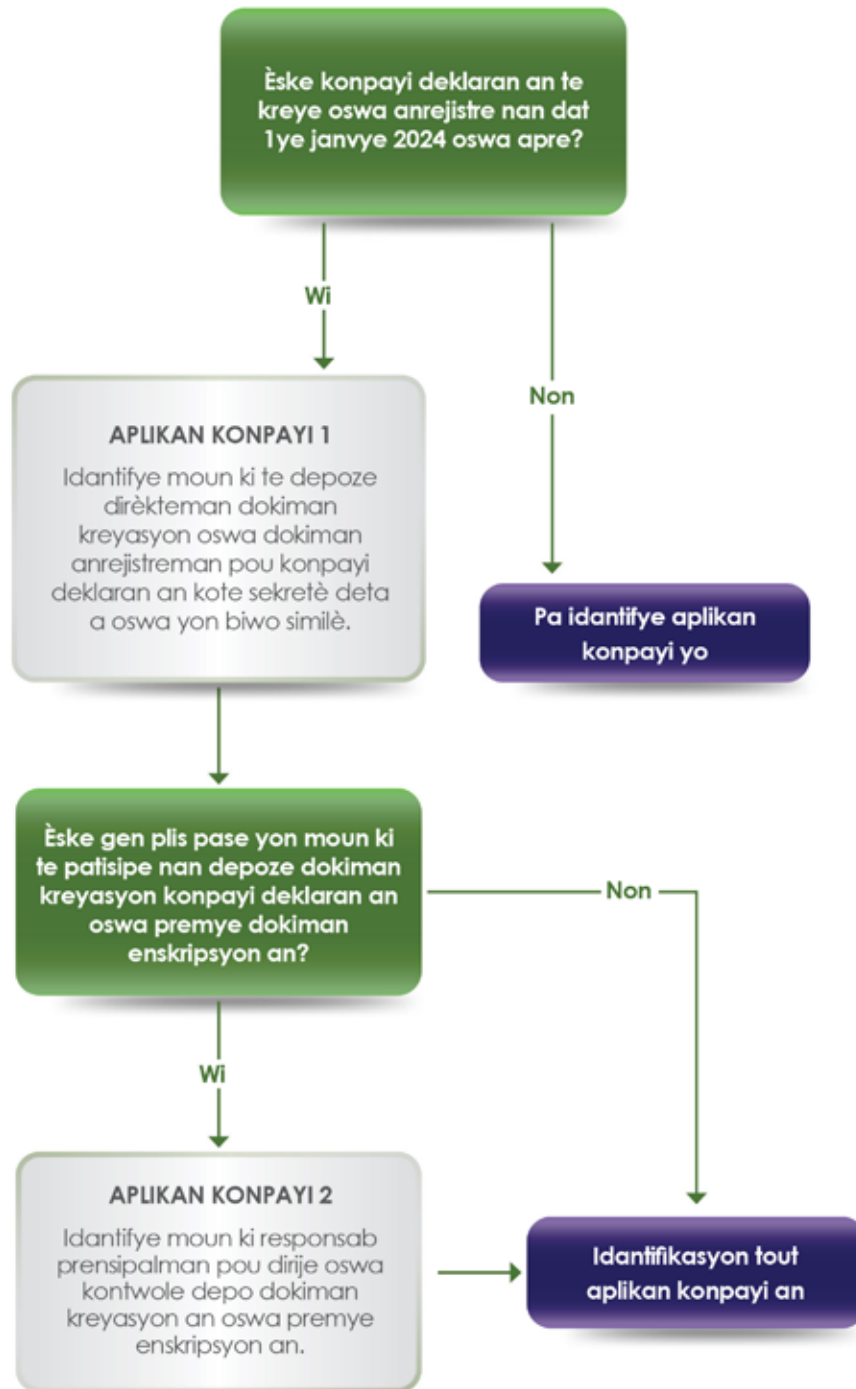 Èske konpayi deklaran an te
kreye oswa anrejistre nan dat
1ye janvye 2024 oswa apre?
Wi
Non
APLIKAN KONPAYI 1
Idantifye moun ki te depoze
dirèkteman dokiman
kreyasyon oswa dokiman
anrejistreman pou konpayi
deklaran an kote sekretè deta
a oswa yon biwo similè.
Pa idantifye aplikan
konpayi yo
Èske gen plis pase yon moun ki
te patisipe nan depoze dokiman
kreyasyon konpayi deklaran an
oswa premye dokiman
enskripsyon an?
Non
Wi
APLIKAN KONPAYI 2
Idantifye moun ki responsab
prensipalman pou dirije oswa
kontwole depo dokiman
kreyasyon an oswa premye
enskripsyon an.
Idantifikasyon tout
aplikan konpayi an